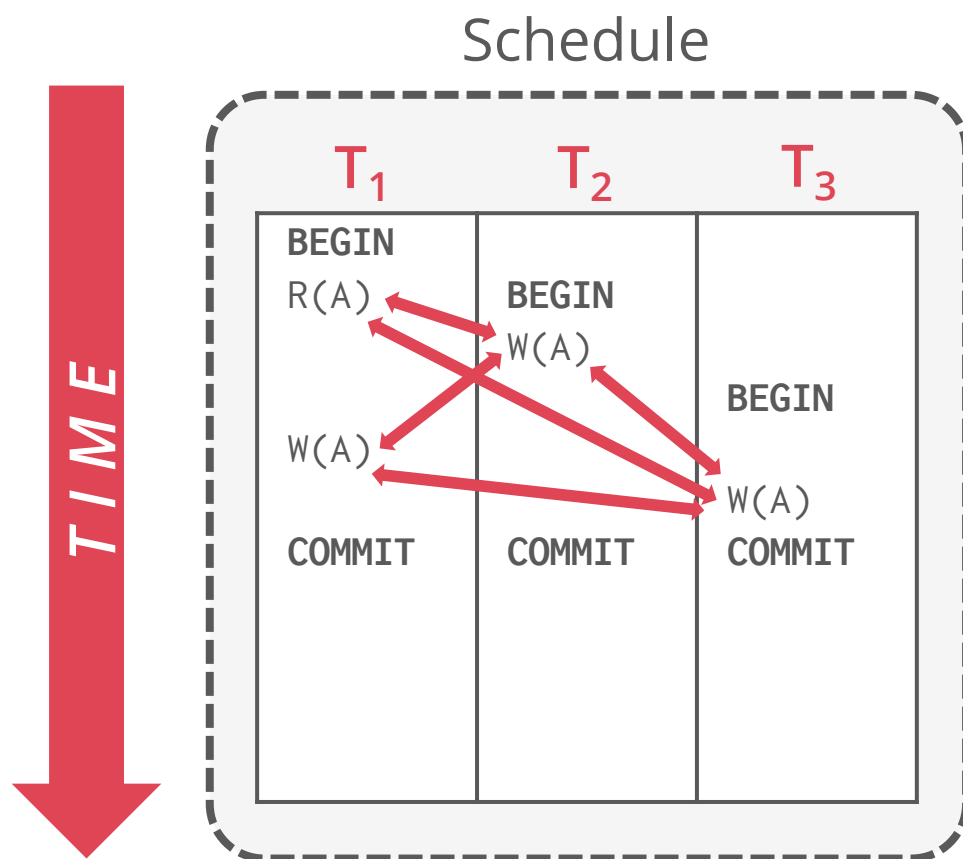 Schedule
TIME
T1 T2 T3
BEGIN
R(A) BEGIN
W(A)
BEGIN
W(A)
W(A)
COMMIT COMMIT COMMIT